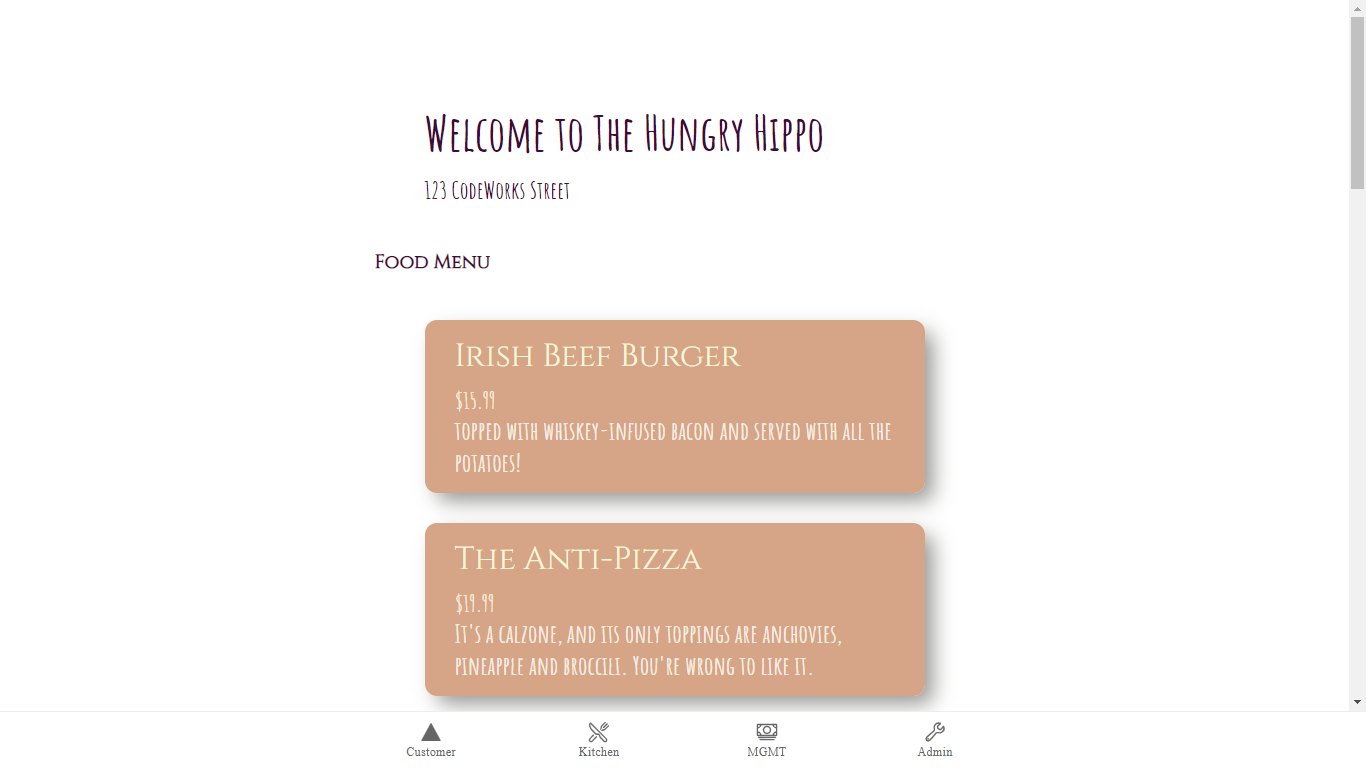 Welcome to The Hungry Hippo
123 CodeWorks Street
Food Menu
Irish Beef Burger
$15.99
topped with whiskey-infused bacon and served with all the
potatoes!
The Anti-Pizza
$19.99
It's a calzone, and its only toppings are anchovies,
pineapple and broccili. You're wrong to like it.
Customer
Kitchen
MGMT
Admin